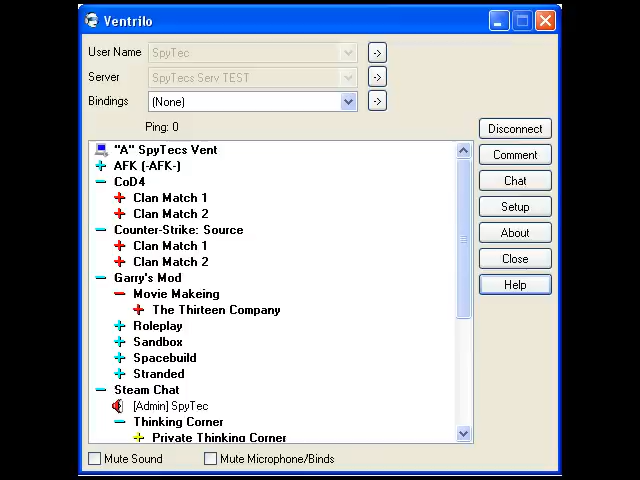 Ventrilo
User Name SpyTec ->
Server SpyTecs Serv TEST ->
Bindings (None) ->
Ping: 0
Disconnect
Comment
Chat
Setup
About
Close
Help
"A" SpyTecs Vent
AFK (-AFK-)
CoD4
Clan Match 1
Clan Match 2
Counter-Strike: Source
Clan Match 1
Clan Match 2
Garry's Mod
Movie Makeing
The Thirteen Company
Roleplay
Sandbox
Spacebuild
Stranded
Steam Chat
[Admin] SpyTec
Thinking Corner
Private Thinking Corner
Mute Sound Mute Microphone/Binds